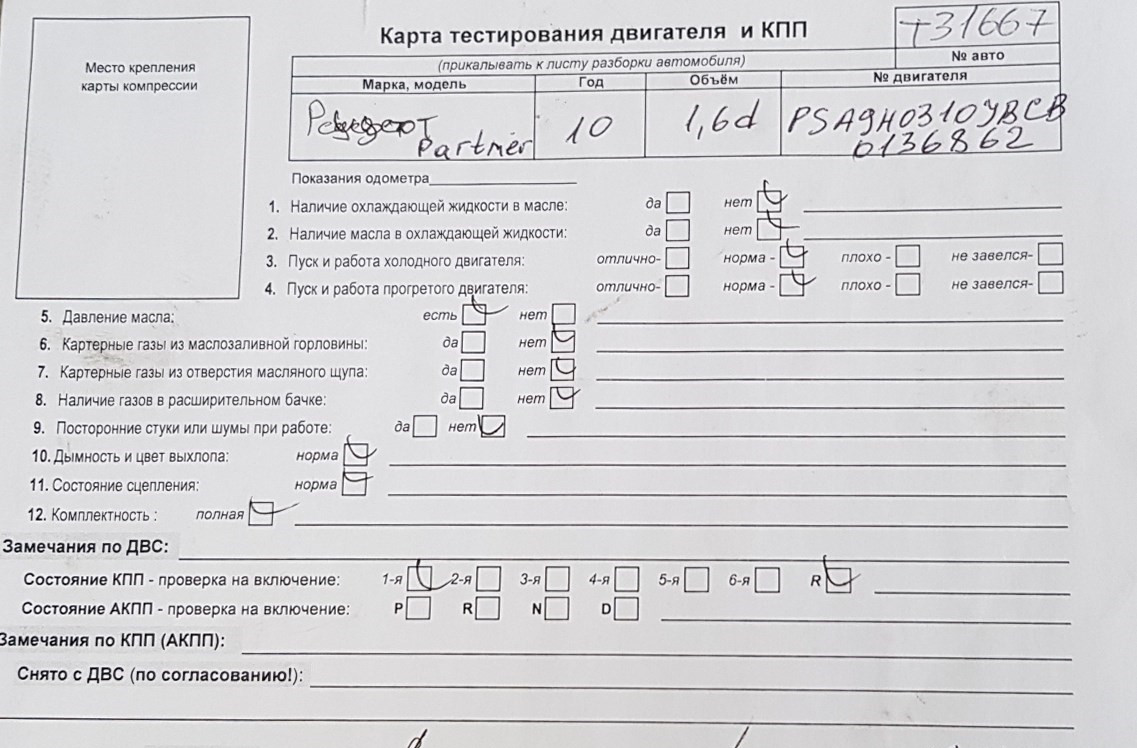 Место крепления
карты компрессии
Карта тестирования двигателя и КПП
T31667
(прикалывать к листу разборки автомобиля)
№ авто
Марка, модель Год Объём № двигателя
Peugeot Partner 10 1,6d PSA9H0310JBCB
0136862
Показания одометра
1. Наличие охлаждающей жидкости в масле: да нет
2. Наличие масла в охлаждающей жидкости: да нет
3. Пуск и работа холодного двигателя: отлично- норма - плохо - не завелся-
4. Пуск и работа прогретого двигателя: отлично- норма - плохо - не завелся-
5. Давление масла; есть нет
6. Картерные газы из маслозаливной горловины: да нет
7. Картерные газы из отверстия масляного щупа: да нет
8. Наличие газов в расширительном бачке: да нет
9. Посторонние стуки или шумы при работе: да нет
10. Дымность и цвет выхлопа: норма
11. Состояние сцепления: норма
12. Комплектность : полная
Замечания по ДВС:
Состояние КПП - проверка на включение: 1-я 2-я 3-я 4-я 5-я 6-я R
Состояние АКПП - проверка на включение: P R N D
Замечания по КПП (АКПП):
Снято с ДВС (по согласованию!):